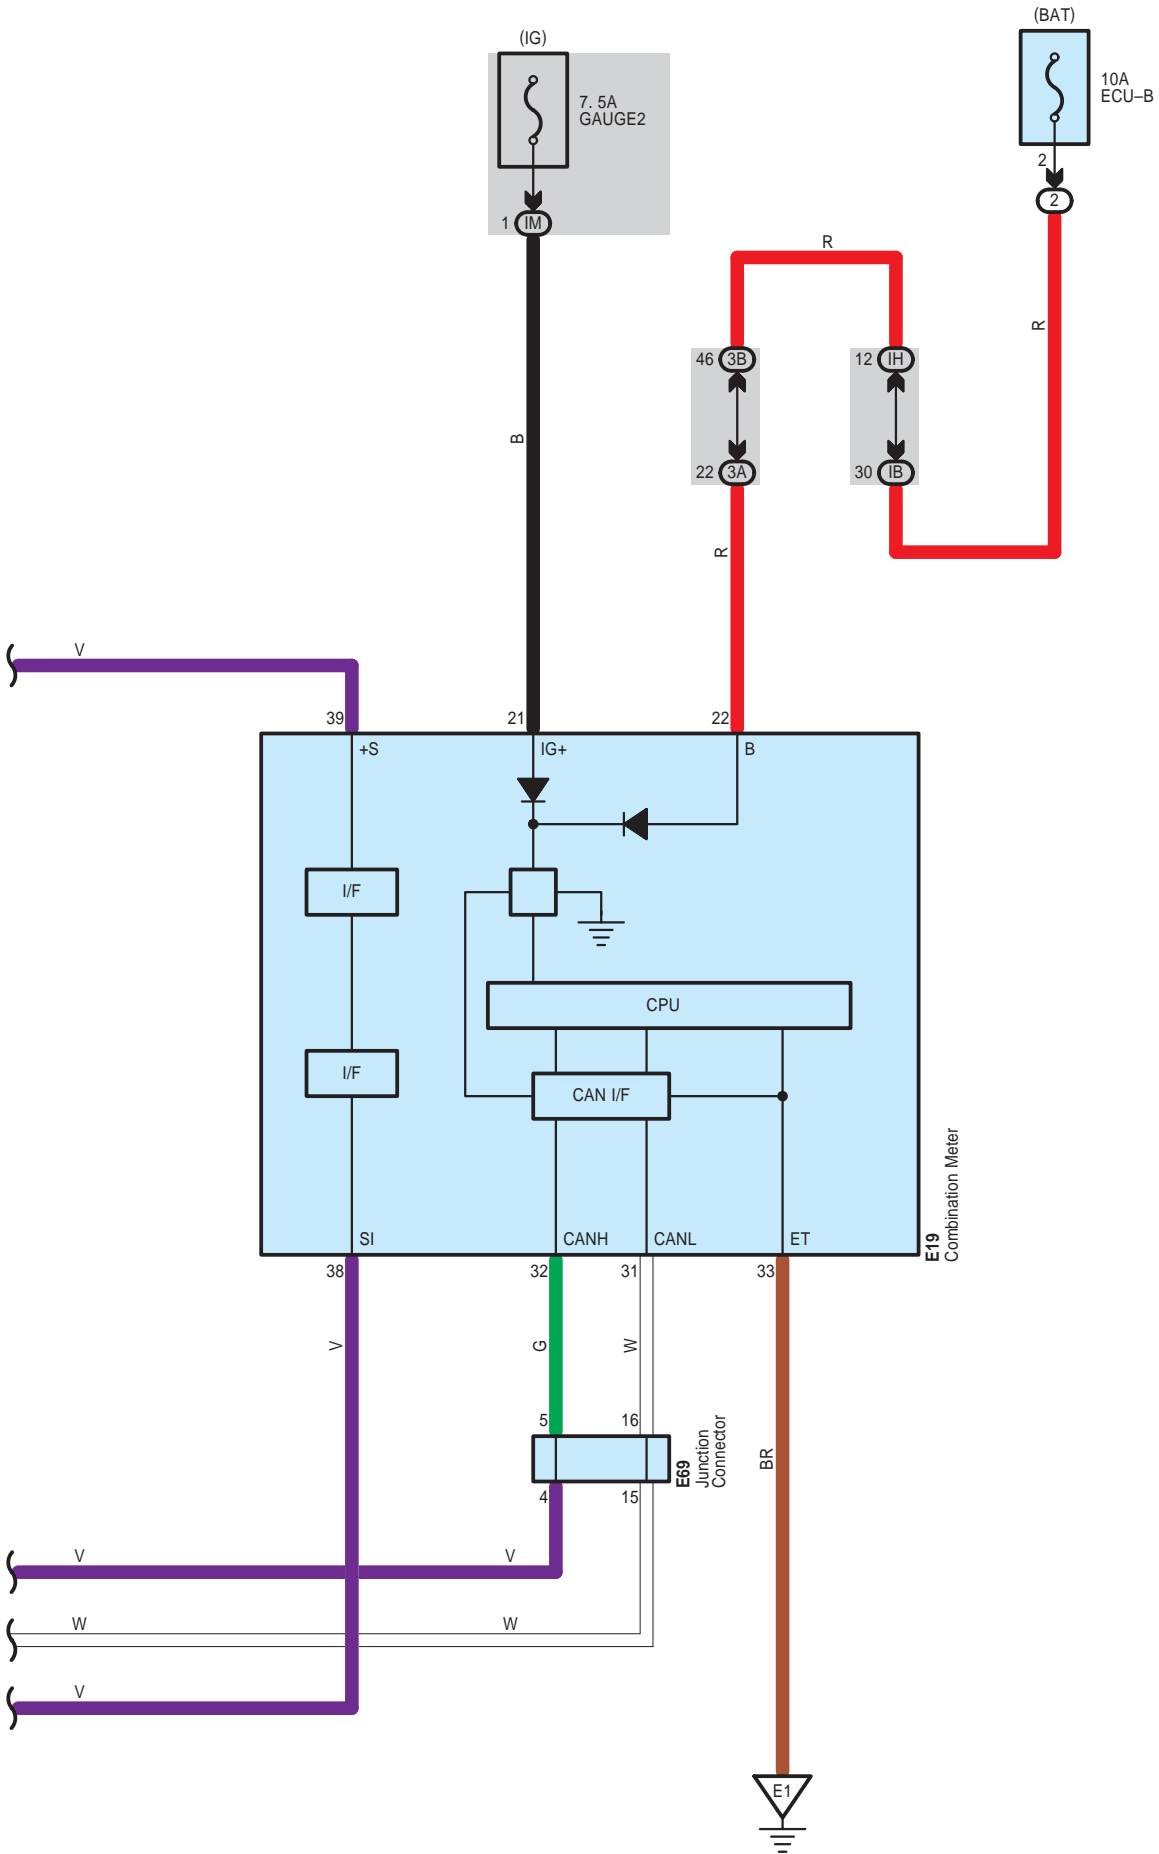 (IG)
(BAT)
7. 5A
GAUGE2
10A
ECU–B
2
2
1 IM
R
R
46 3B
12 IH
B
22 3A
30 IB
R
V
39
21
22
+S
IG+
B
I/F
CPU
I/F
CAN I/F
E19
Combination Meter
SI
CANH
CANL
ET
38
32
31
33
V
G
W
BR
5
16
E69
Junction
Connector
4
15
V
V
W
W
V
E1